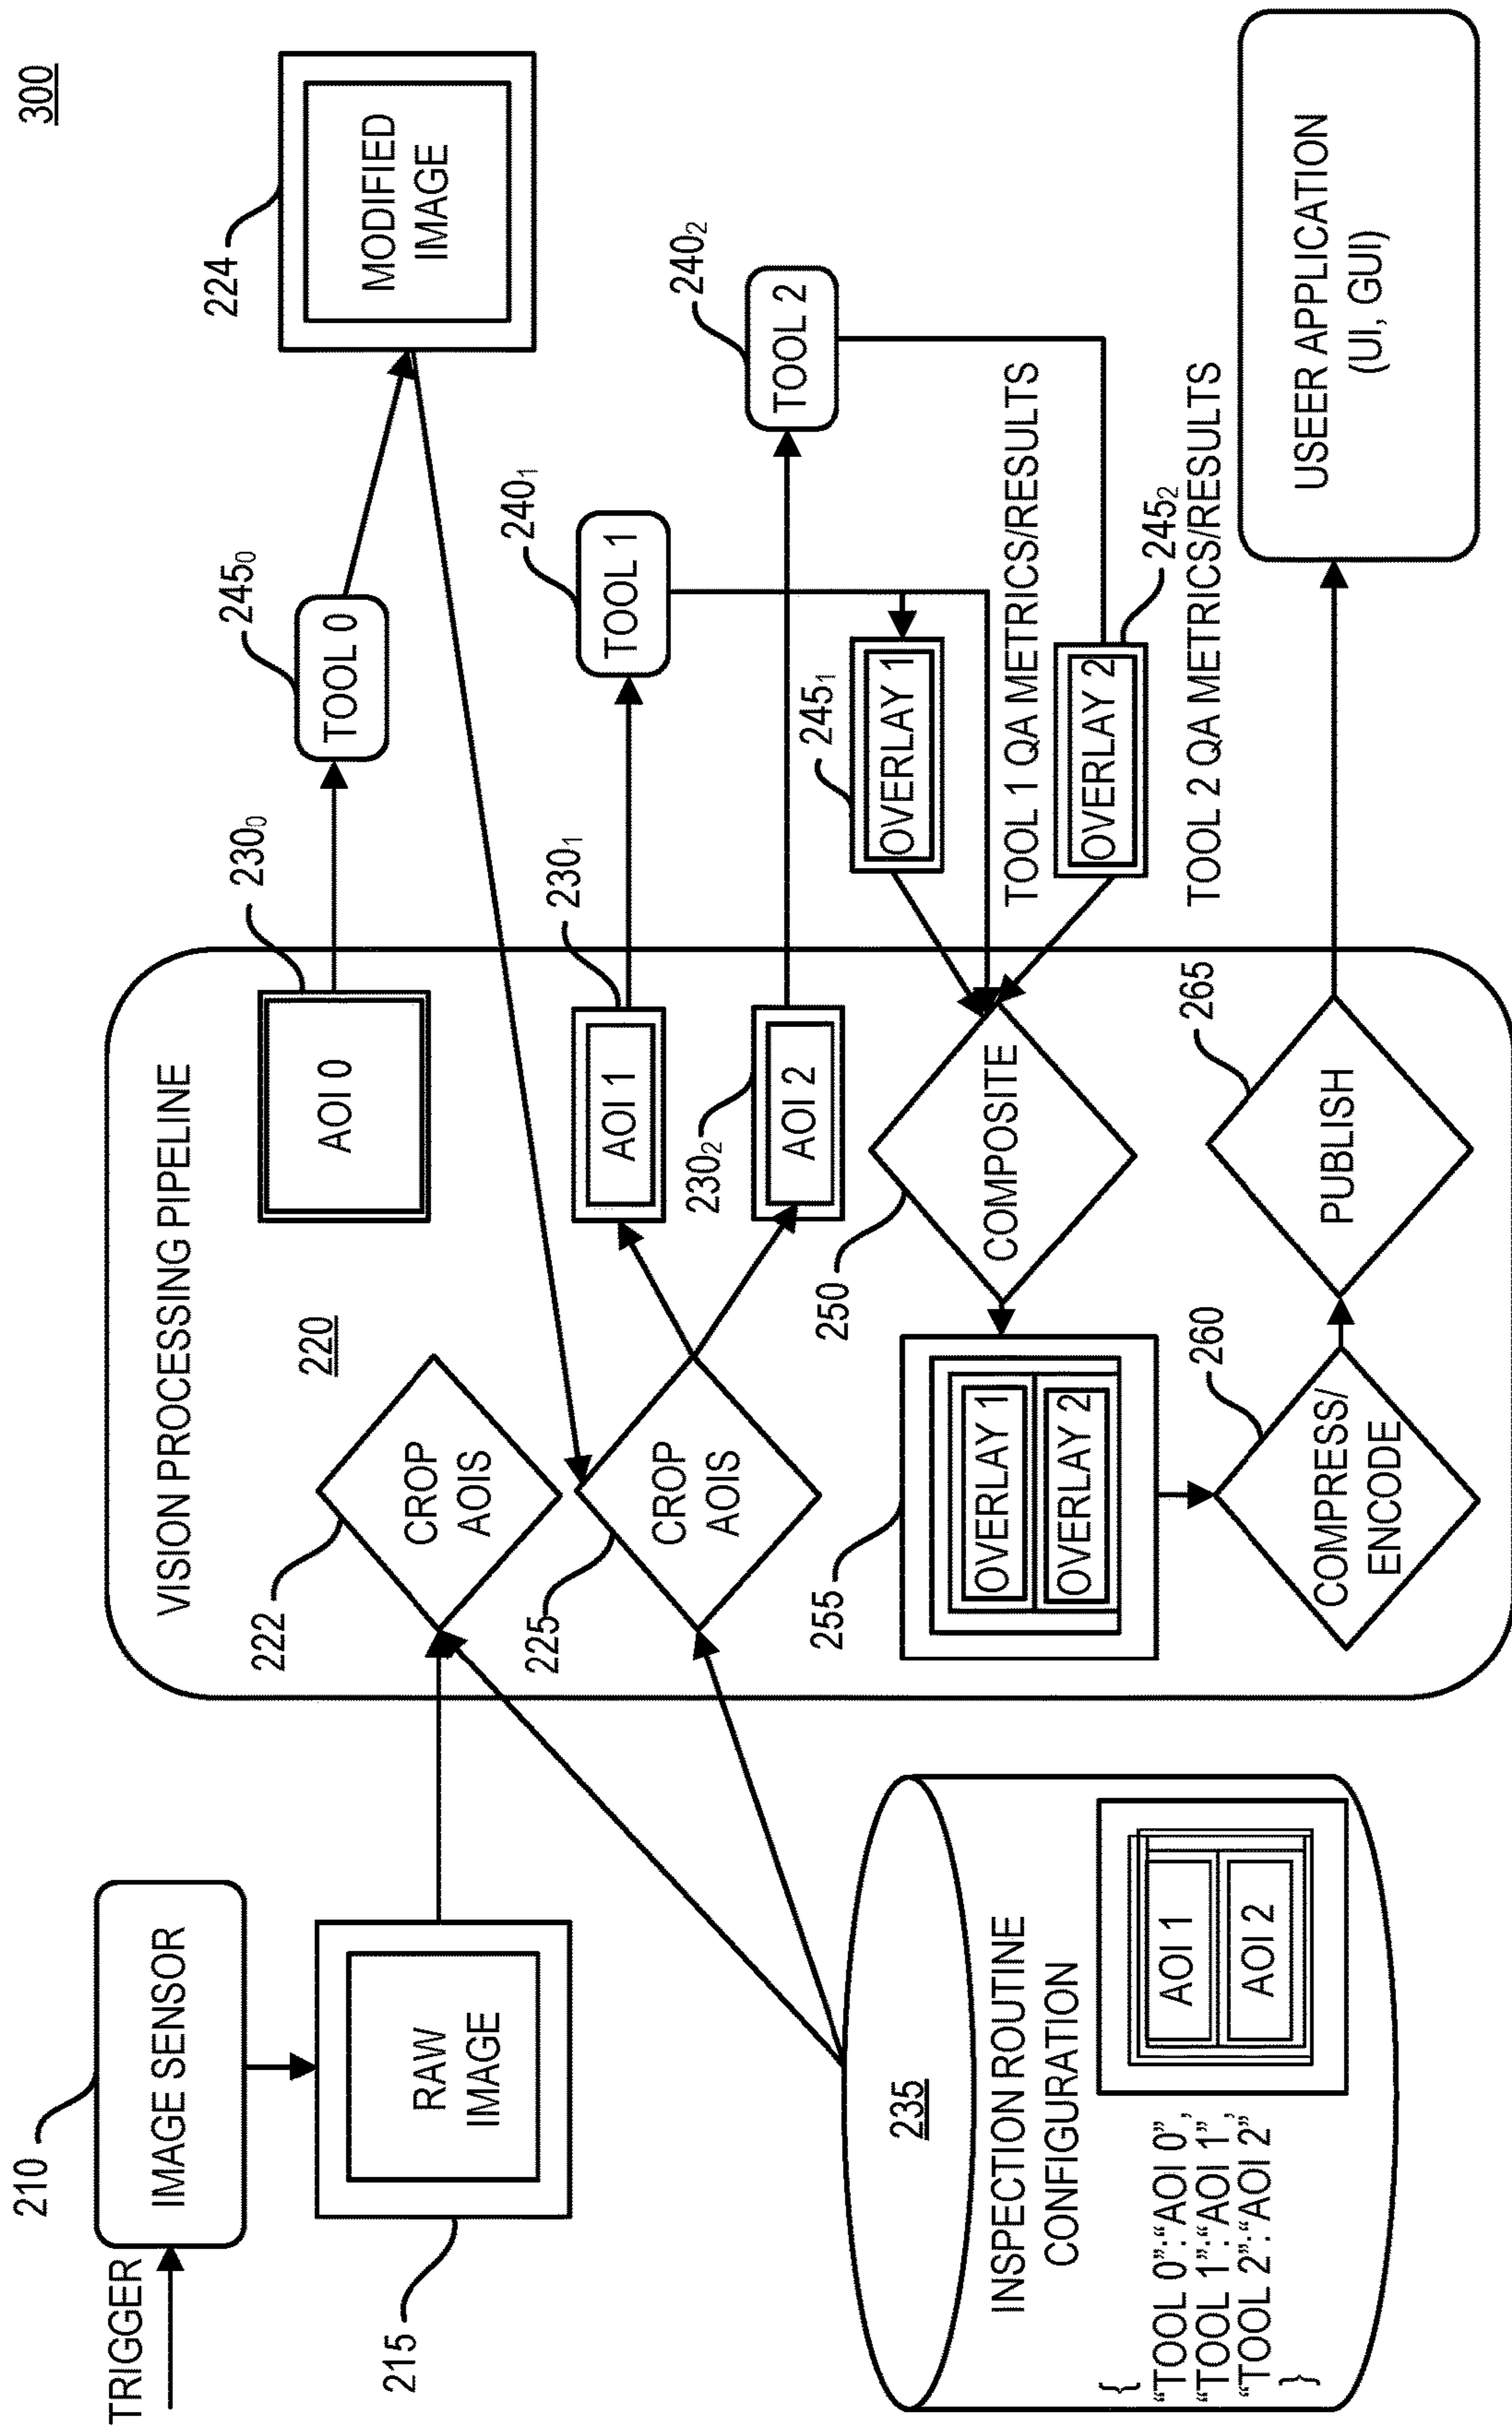 300
TRIGGER
210
IMAGE SENSOR
215
RAW
IMAGE
235
INSPECTION ROUTINE
CONFIGURATION
{
“TOOL 0”:“AOI 0”,
“TOOL 1”:“AOI 1”,
“TOOL 2”:“AOI 2”
}
AOI 1
AOI 2
VISION PROCESSING PIPELINE
220
222
CROP
AOIS
225
CROP
AOIS
230₀
AOI 0
230₁
AOI 1
230₂
AOI 2
245₀
TOOL 0
224
MODIFIED
IMAGE
240₁
TOOL 1
240₂
TOOL 2
245₁
OVERLAY 1
TOOL 1 QA METRICS/RESULTS
OVERLAY 2
245₂
TOOL 2 QA METRICS/RESULTS
250
COMPOSITE
255
OVERLAY 1
OVERLAY 2
260
COMPRESS/
ENCODE
265
PUBLISH
USEER APPLICATION
(UI, GUI)